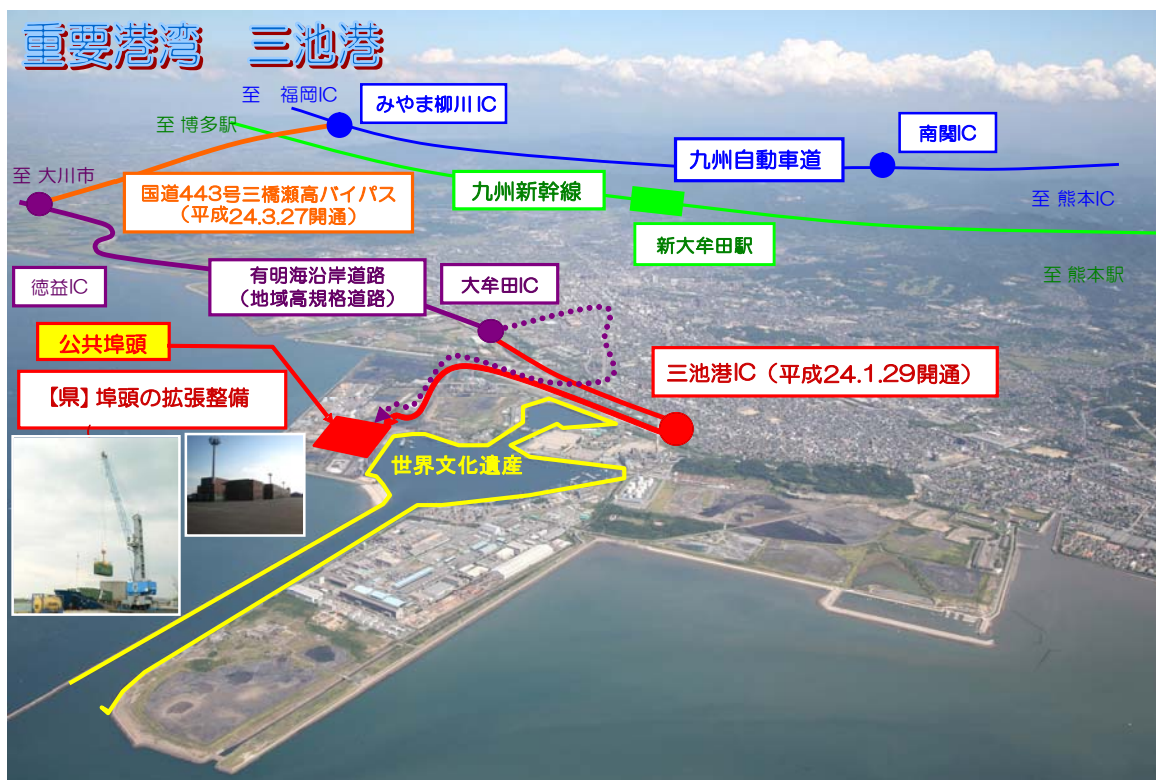 重要港湾　三池港
至　福岡IC
みやま柳川IC
至 博多駅
南関IC
九州自動車道
至 大川市
国道443号三橋瀬高バイパス
（平成24.3.27開通）
九州新幹線
至 熊本IC
新大牟田駅
徳益IC
有明海沿岸道路
（地域高規格道路）
大牟田IC
至 熊本駅
公共埠頭
三池港IC（平成24.1.29開通）
【県】埠頭の拡張整備
世界文化遺産